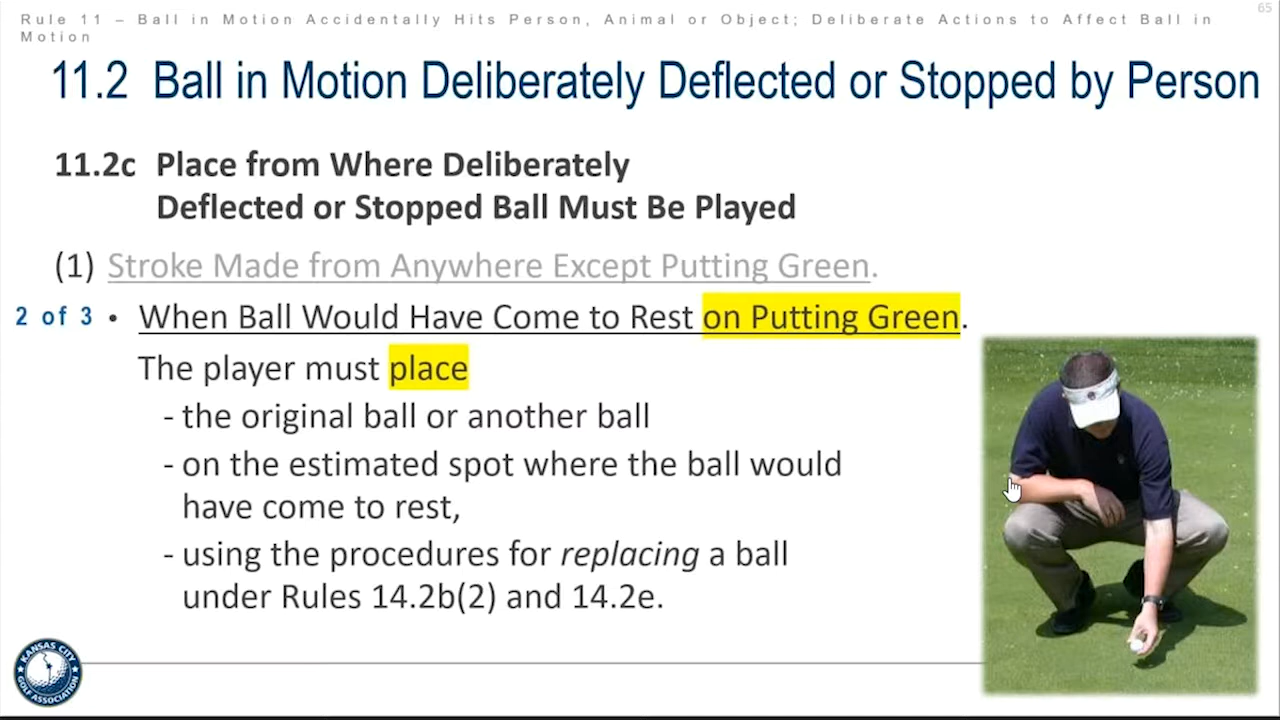 Rule 11 – Ball in Motion Accidentally Hits Person, Animal or Object; Deliberate Actions to Affect Ball in
Motion
65
11.2 Ball in Motion Deliberately Deflected or Stopped by Person
11.2c Place from Where Deliberately
Deflected or Stopped Ball Must Be Played
(1) Stroke Made from Anywhere Except Putting Green.
2 of 3 • When Ball Would Have Come to Rest on Putting Green.
The player must place
- the original ball or another ball
- on the estimated spot where the ball would
have come to rest,
- using the procedures for replacing a ball
under Rules 14.2b(2) and 14.2e.
KANSAS CITY
GOLF ASSOCIATION